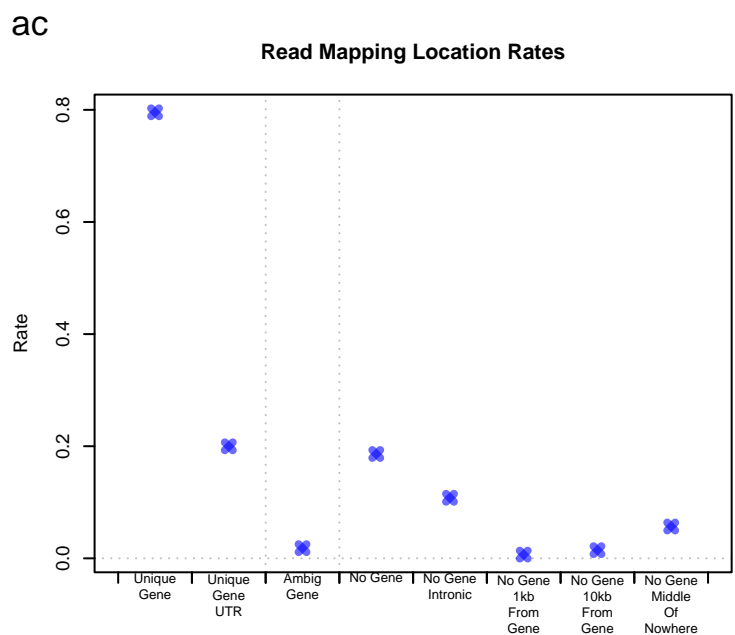 ac
Read Mapping Location Rates
0.8
0.6
0.4
0.2
0.0
Rate
Unique
Gene
Unique
Gene
UTR
Ambig
Gene
No Gene
No Gene
Intronic
No Gene
1kb
From
Gene
No Gene
10kb
From
Gene
No Gene
Middle
Of
Nowhere